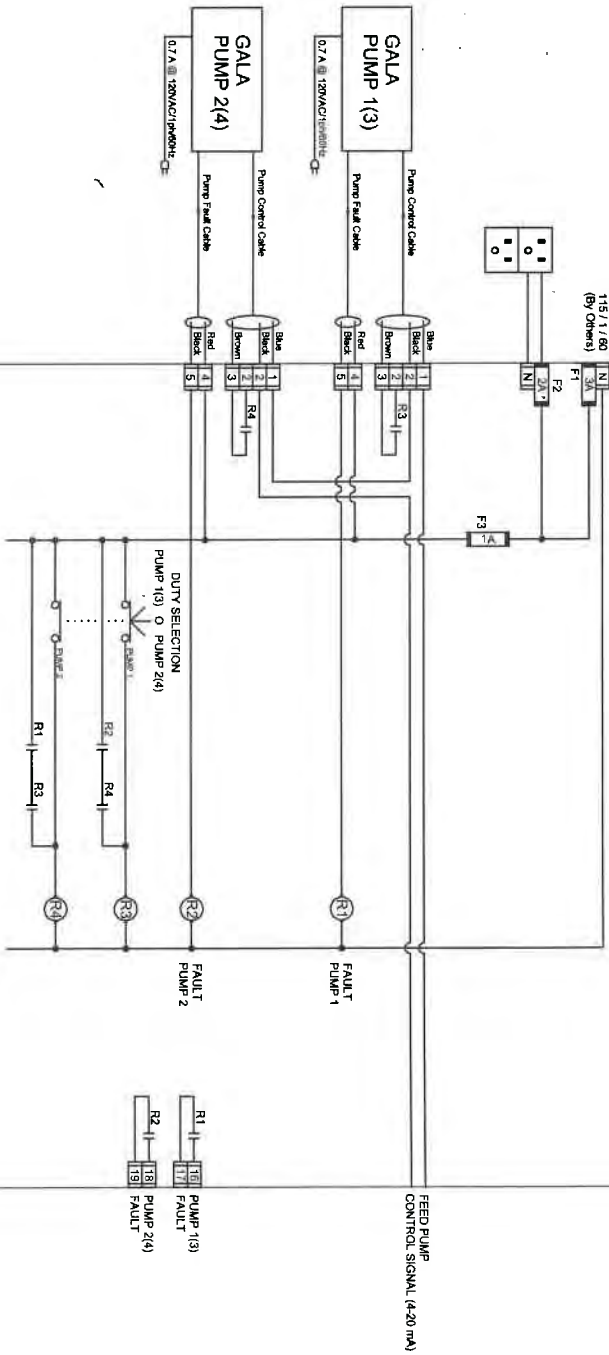 115 / 1 / 60
(By Others)
N
F1
3A
F2
2A
N
F3
1A
GALA
PUMP 1(3)
0.7 A @ 120VAC/1ph/60Hz
Pump Control Cable
Pump Fault Cable
Blue
Black
Brown
Red
Black
1
2
2
3
4
5
R3
GALA
PUMP 2(4)
0.7 A @ 120VAC/1ph/60Hz
Pump Control Cable
Pump Fault Cable
Blue
Black
Brown
Red
Black
1
2
2
3
4
5
R4
DUTY SELECTION
PUMP 1(3) O PUMP 2(4)
PUMP 1
PUMP 2
R2
R4
R1
R3
R1
R2
R3
R4
FAULT
PUMP 1
FAULT
PUMP 2
FEED PUMP
CONTROL SIGNAL (4-20 mA)
R1
16
17
PUMP 1(3)
FAULT
R2
18
19
PUMP 2(4)
FAULT